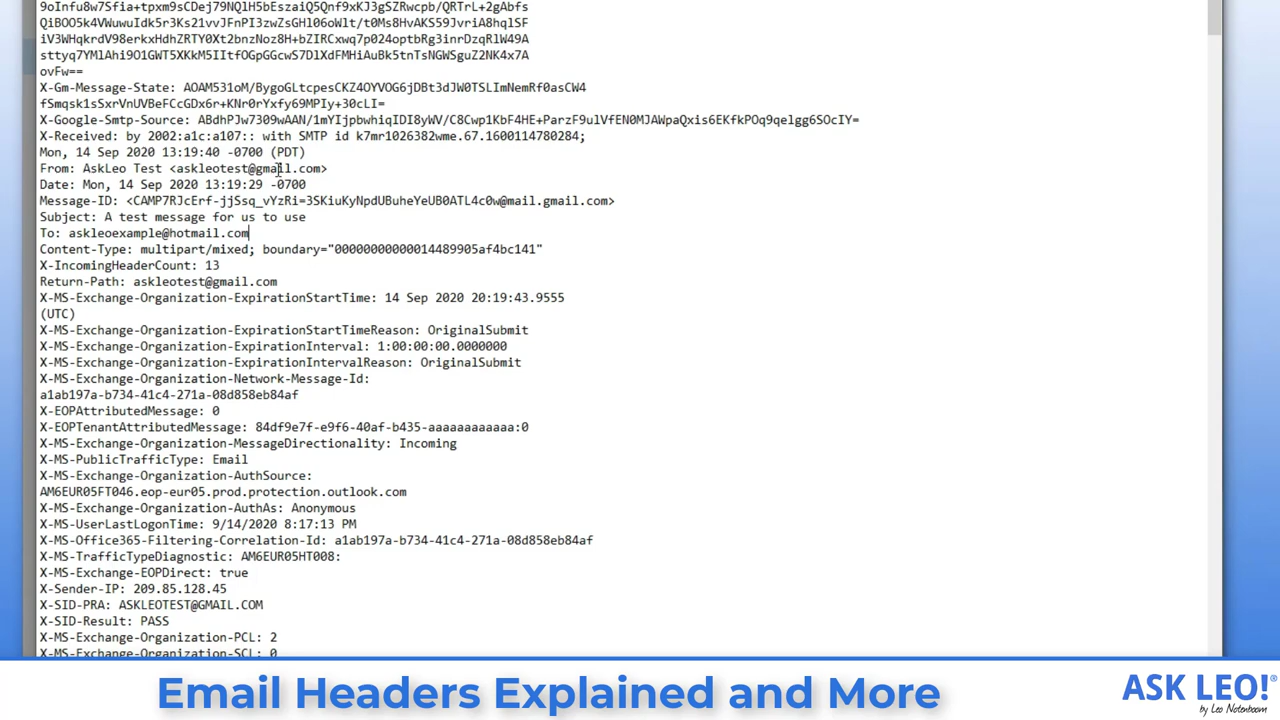 9oInfu8w7Sfia+tpxm9sCDej79NQlH5bEszaiQ5Qnf9xKJ3gSZRwcpb/QRTrL+2gAbfs
QiBOO5k4VWuwuIdk5r3Ks21vvJFnPI3zwZsGHl06oWlt/t0Ms8HvAKS59JvriA8hqlSF
iV3WHqkrdV98erkxHdhZRTY0Xt2bnzNoz8H+bZIRCxwq7p024optbRg3inrDzqRlW49A
sttyq7YMlAhi9O1GWT5XKkM5IItfOGpGGcwS7DlXdFMHiAuBk5tnTsNGWSguZ2NK4x7A
ovFw==
X-Gm-Message-State: AOAM531oM/BygoGLtcpesCKZ4OYVOG6jDBt3dJW0TSLImNemRf0asCW4
fSmqsk1sSxrVnUVBeFCcGDx6r+KNr0rYxfy69MPIy+30cLI=
X-Google-Smtp-Source: ABdhPJw7309wAAN/1mYIjpbwhiqIDI8yWV/C8Cwp1KbF4HE+ParzF9ulVfEN0MJAWpaQxis6EKfkPOq9qelgg6SOcIY=
X-Received: by 2002:a1c:a107:: with SMTP id k7mr1026382wme.67.1600114780284;
Mon, 14 Sep 2020 13:19:40 -0700 (PDT)
From: AskLeo Test <askleotest@gmail.com>
Date: Mon, 14 Sep 2020 13:19:29 -0700
Message-ID: <CAMP7RJcErf-jjSsq_vYzRi=3SKiuKyNpdUBuheYeUB0ATL4c0w@mail.gmail.com>
Subject: A test message for us to use
To: askleoexample@hotmail.com
Content-Type: multipart/mixed; boundary="00000000000014489905af4bc141"
X-IncomingHeaderCount: 13
Return-Path: askleotest@gmail.com
X-MS-Exchange-Organization-ExpirationStartTime: 14 Sep 2020 20:19:43.9555
(UTC)
X-MS-Exchange-Organization-ExpirationStartTimeReason: OriginalSubmit
X-MS-Exchange-Organization-ExpirationInterval: 1:00:00:00.0000000
X-MS-Exchange-Organization-ExpirationIntervalReason: OriginalSubmit
X-MS-Exchange-Organization-Network-Message-Id:
a1ab197a-b734-41c4-271a-08d858eb84af
X-EOPAttributedMessage: 0
X-EOPTenantAttributedMessage: 84df9e7f-e9f6-40af-b435-aaaaaaaaaaaa:0
X-MS-Exchange-Organization-MessageDirectionality: Incoming
X-MS-PublicTrafficType: Email
X-MS-Exchange-Organization-AuthSource:
AM6EUR05FT046.eop-eur05.prod.protection.outlook.com
X-MS-Exchange-Organization-AuthAs: Anonymous
X-MS-UserLastLogonTime: 9/14/2020 8:17:13 PM
X-MS-Office365-Filtering-Correlation-Id: a1ab197a-b734-41c4-271a-08d858eb84af
X-MS-TrafficTypeDiagnostic: AM6EUR05HT008:
X-MS-Exchange-EOPDirect: true
X-Sender-IP: 209.85.128.45
X-SID-PRA: ASKLEOTEST@GMAIL.COM
X-SID-Result: PASS
X-MS-Exchange-Organization-PCL: 2
X-MS-Exchange-Organization-SCL: 0
Email Headers Explained and More
ASK LEO!®
by Leo Notenboom